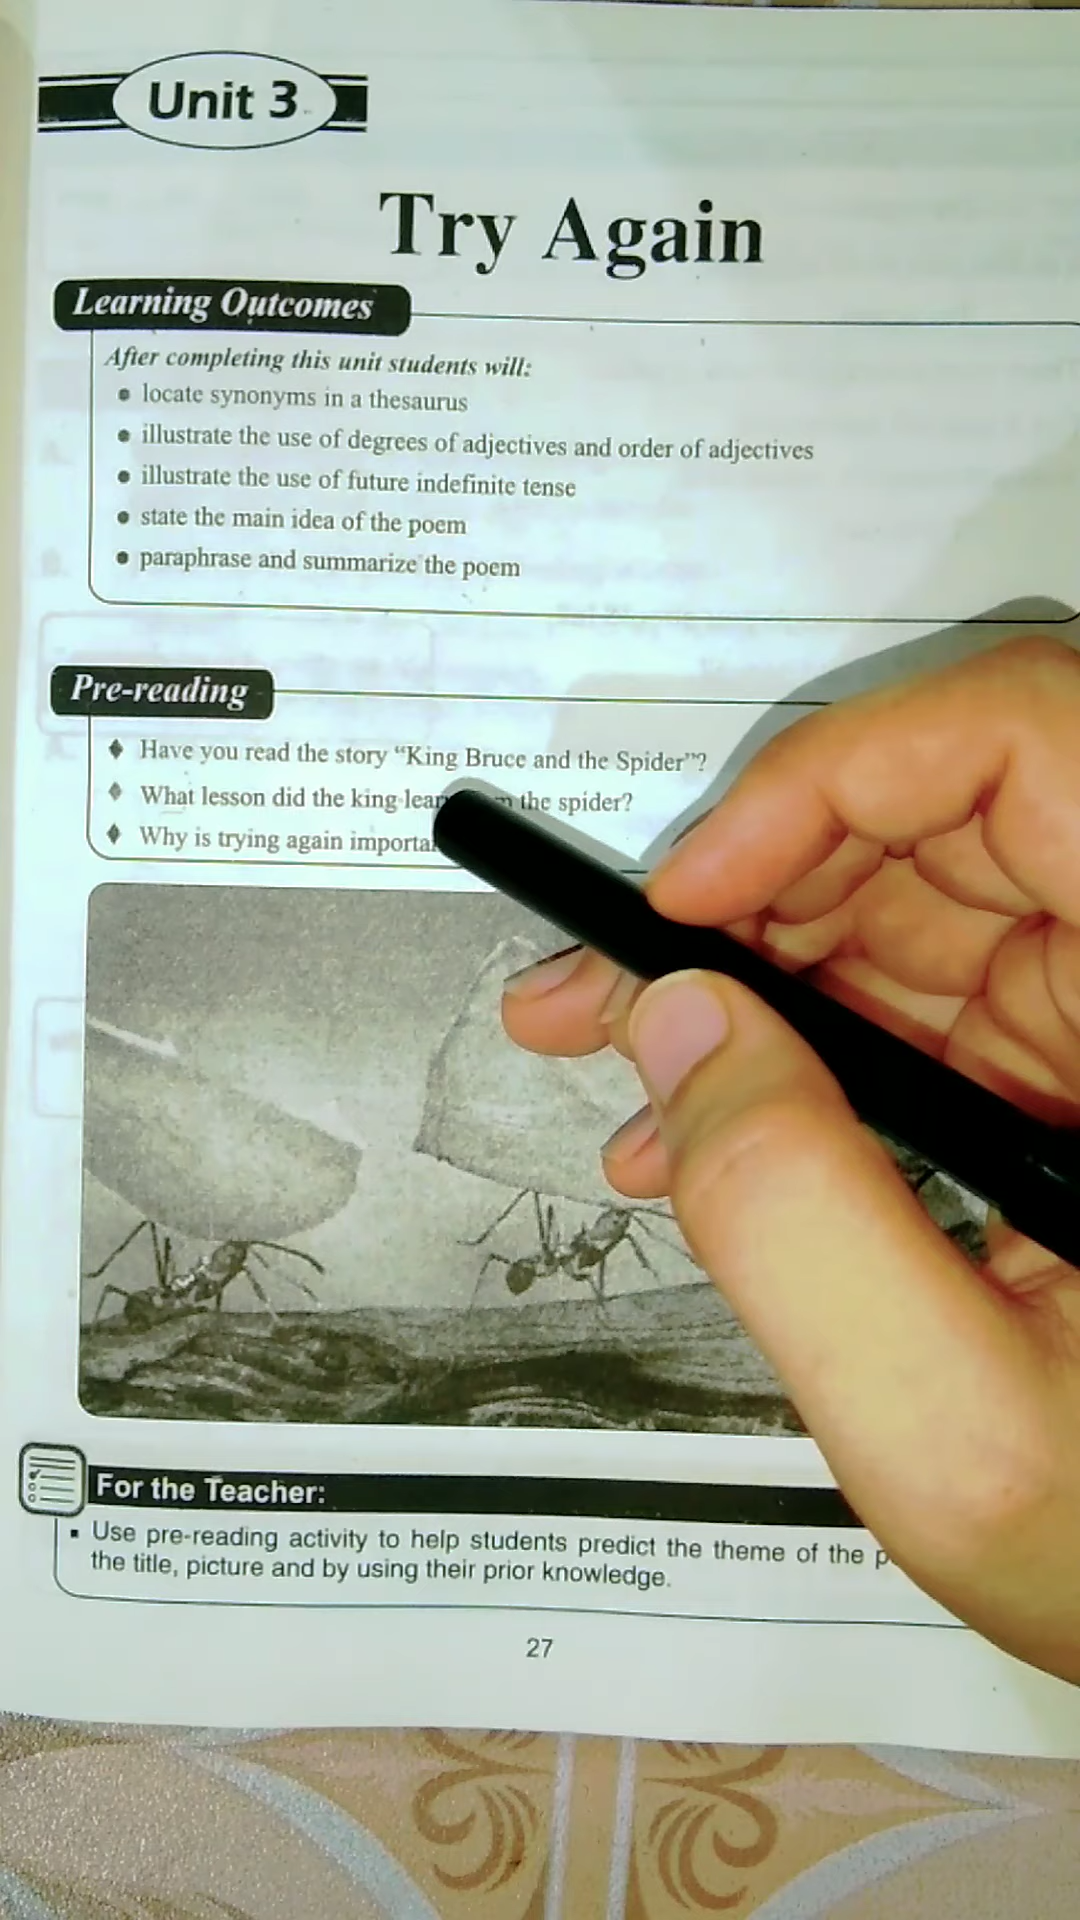 Unit 3
Try Again
Learning Outcomes
After completing this unit students will:
● locate synonyms in a thesaurus
● illustrate the use of degrees of adjectives and order of adjectives
● illustrate the use of future indefinite tense
● state the main idea of the poem
● paraphrase and summarize the poem
Pre-reading
♦ Have you read the story “King Bruce and the Spider”?
♦ What lesson did the king the spider?
♦ Why is trying again
For the Teacher:
▪ Use pre-reading activity to help students predict the theme of the
the title, picture and by using their prior knowledge.
27